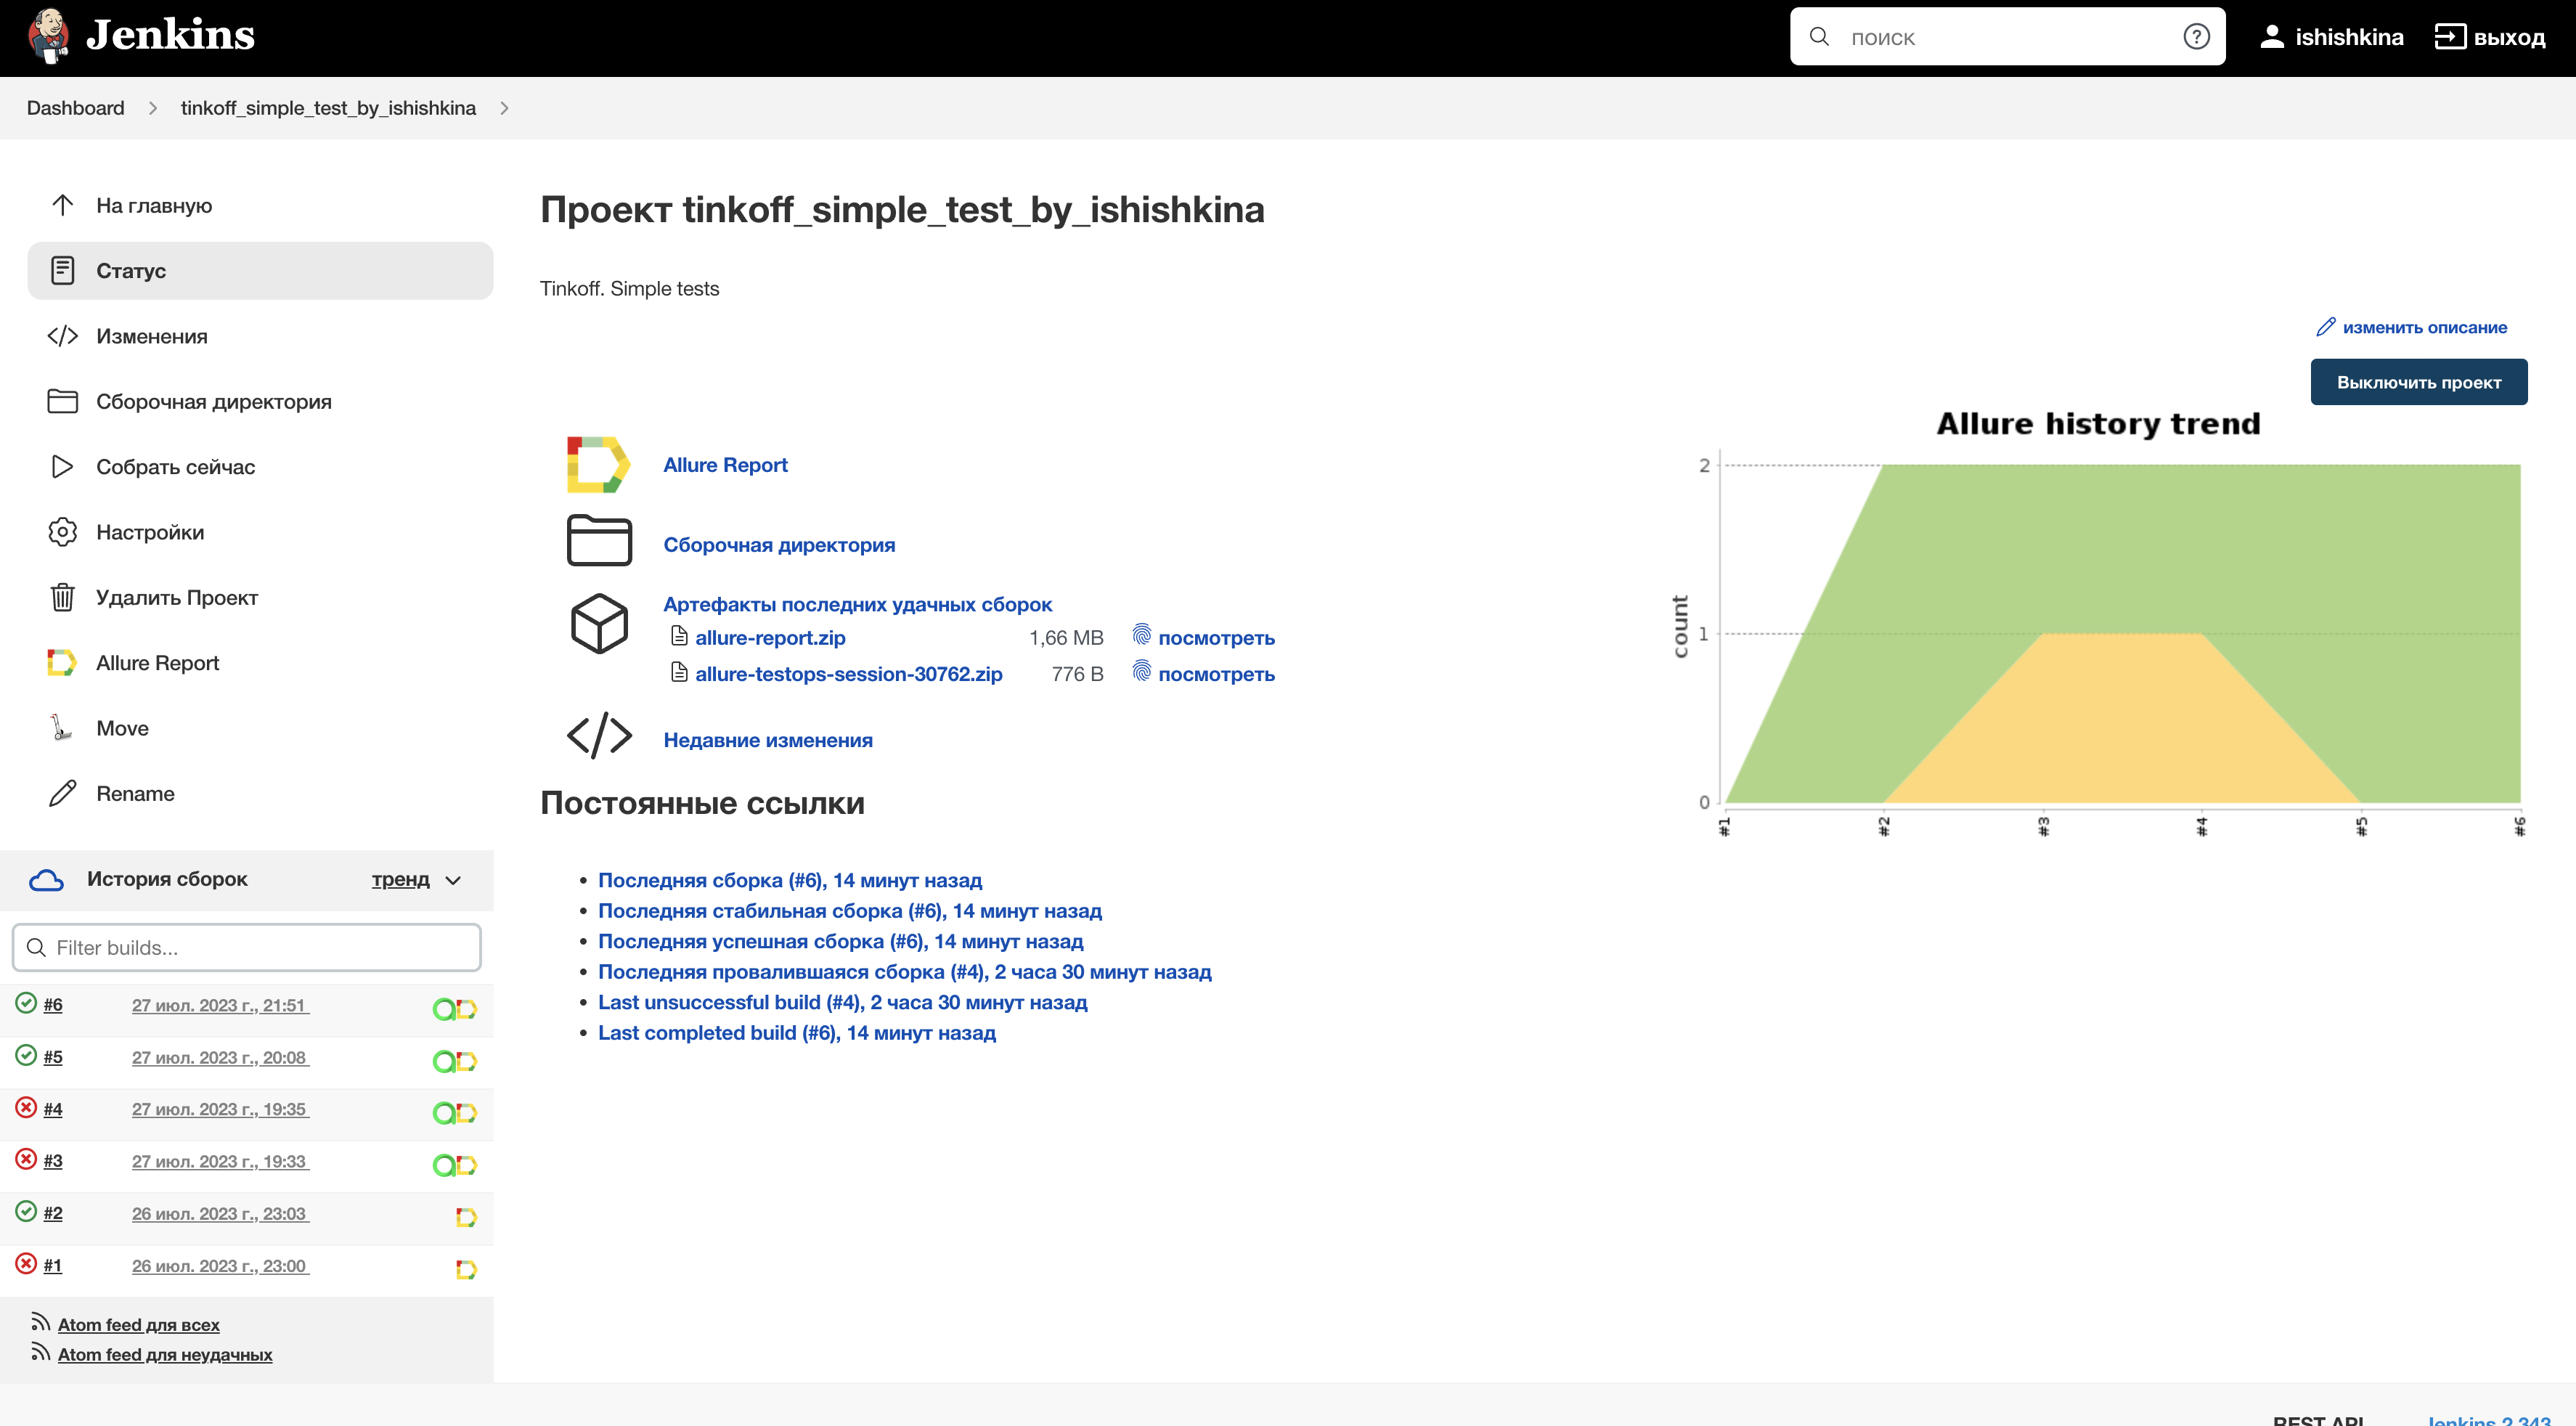 Jenkins
поиск
ishishkina
выход
Dashboard
tinkoff_simple_test_by_ishishkina
На главную
Статус
Изменения
Сборочная директория
Собрать сейчас
Настройки
Удалить Проект
Allure Report
Move
Rename
История сборок
тренд
Filter builds...
#6 27 июл. 2023 г., 21:51
#5 27 июл. 2023 г., 20:08
#4 27 июл. 2023 г., 19:35
#3 27 июл. 2023 г., 19:33
#2 26 июл. 2023 г., 23:03
#1 26 июл. 2023 г., 23:00
Atom feed для всех
Atom feed для неудачных
Проект tinkoff_simple_test_by_ishishkina
Tinkoff. Simple tests
изменить описание
Выключить проект
Allure Report
Сборочная директория
Артефакты последних удачных сборок
allure-report.zip 1,66 MB посмотреть
allure-testops-session-30762.zip 776 B посмотреть
Недавние изменения
Allure history trend
count
2
1
0
#1 #2 #3 #4 #5 #6
Постоянные ссылки
Последняя сборка (#6), 14 минут назад
Последняя стабильная сборка (#6), 14 минут назад
Последняя успешная сборка (#6), 14 минут назад
Последняя провалившаяся сборка (#4), 2 часа 30 минут назад
Last unsuccessful build (#4), 2 часа 30 минут назад
Last completed build (#6), 14 минут назад
REST API
Jenkins 2.343